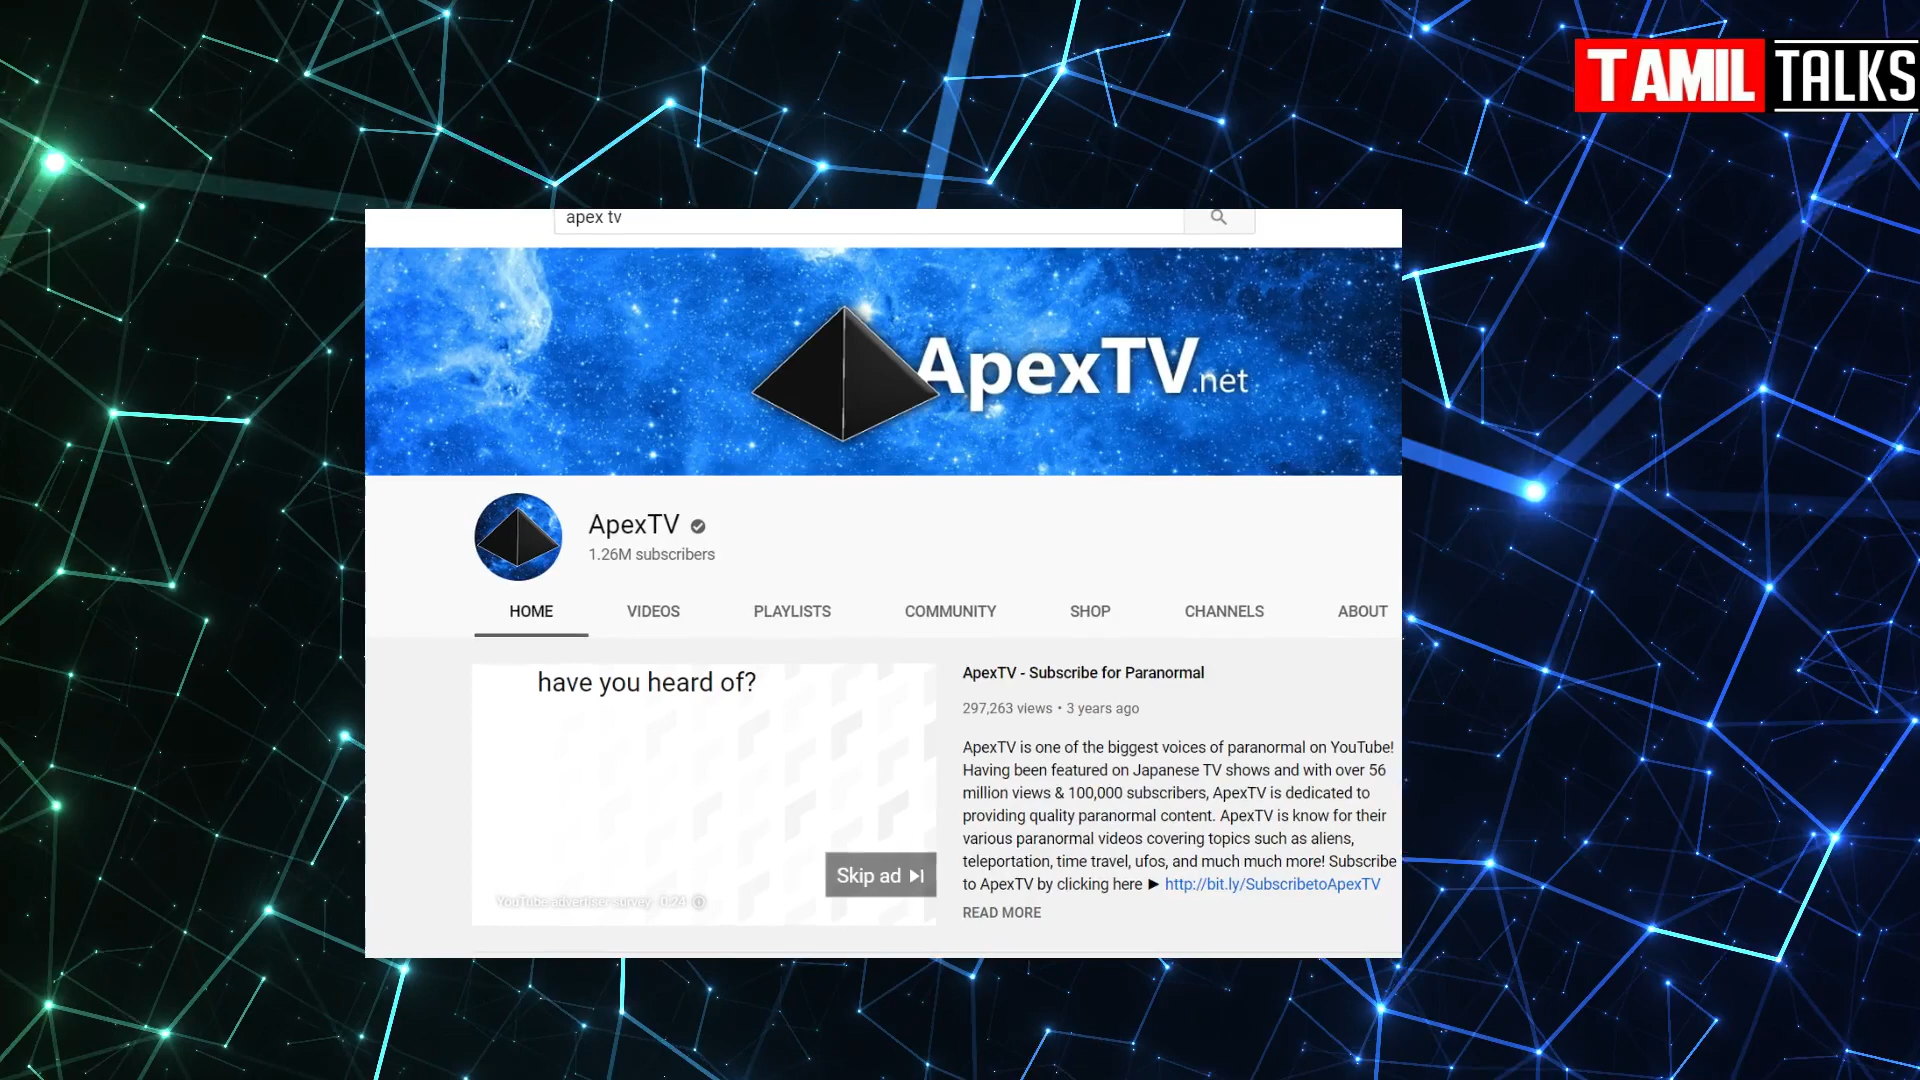 TAMIL TALKS
apex tv
ApexTV.net
ApexTV
1.26M subscribers
HOME VIDEOS PLAYLISTS COMMUNITY SHOP CHANNELS ABOUT
have you heard of?
Skip ad
YouTube advertiser survey · 0:24
ApexTV - Subscribe for Paranormal
297,263 views • 3 years ago
ApexTV is one of the biggest voices of paranormal on YouTube!
Having been featured on Japanese TV shows and with over 56
million views & 100,000 subscribers, ApexTV is dedicated to
providing quality paranormal content. ApexTV is know for their
various paranormal videos covering topics such as aliens,
teleportation, time travel, ufos, and much much more! Subscribe
to ApexTV by clicking here ► http://bit.ly/SubscribetoApexTV
READ MORE